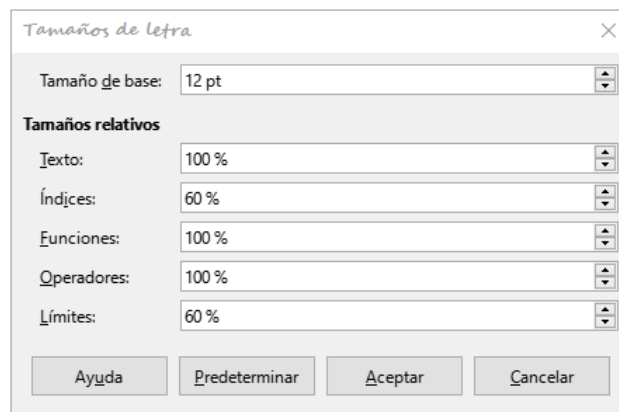 Tamaños de letra
Tamaño de base: 12 pt
Tamaños relativos
Texto: 100 %
Índices: 60 %
Funciones: 100 %
Operadores: 100 %
Límites: 60 %
Ayuda Predeterminar Aceptar Cancelar